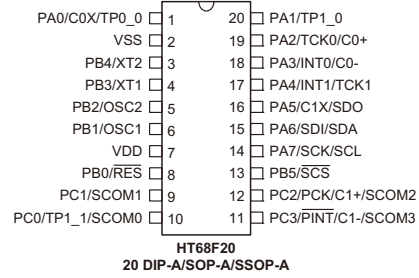 PA0/C0X/TP0_0 1 20 PA1/TP1_0
VSS 2 19 PA2/TCK0/C0+
PB4/XT2 3 18 PA3/INT0/C0-
PB3/XT1 4 17 PA4/INT1/TCK1
PB2/OSC2 5 16 PA5/C1X/SDO
PB1/OSC1 6 15 PA6/SDI/SDA
VDD 7 14 PA7/SCK/SCL
PB0/R̅E̅S̅ 8 13 PB5/S̅C̅S̅
PC1/SCOM1 9 12 PC2/PCK/C1+/SCOM2
PC0/TP1_1/SCOM0 10 11 PC3/P̅I̅N̅T̅/C1-/SCOM3
HT68F20
20 DIP-A/SOP-A/SSOP-A